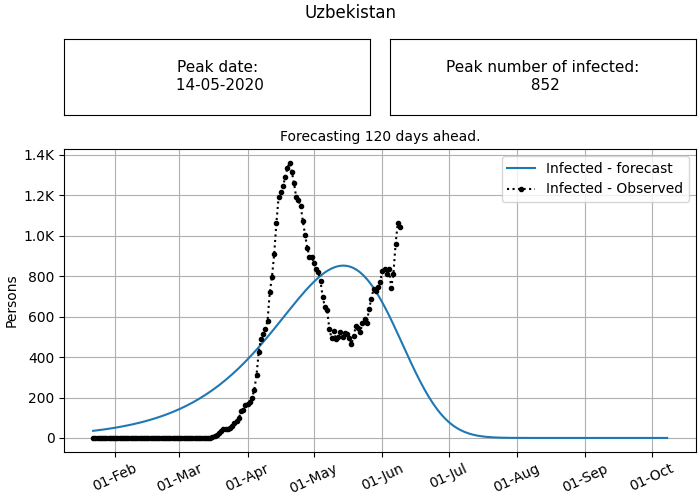 Uzbekistan
Peak date:
14-05-2020
Peak number of infected:
852
Forecasting 120 days ahead.
1.4K
1.2K
1.0K
800
600
400
200
0
Persons
Infected - forecast
Infected - Observed
01-Feb
01-Mar
01-Apr
01-May
01-Jun
01-Jul
01-Aug
01-Sep
01-Oct